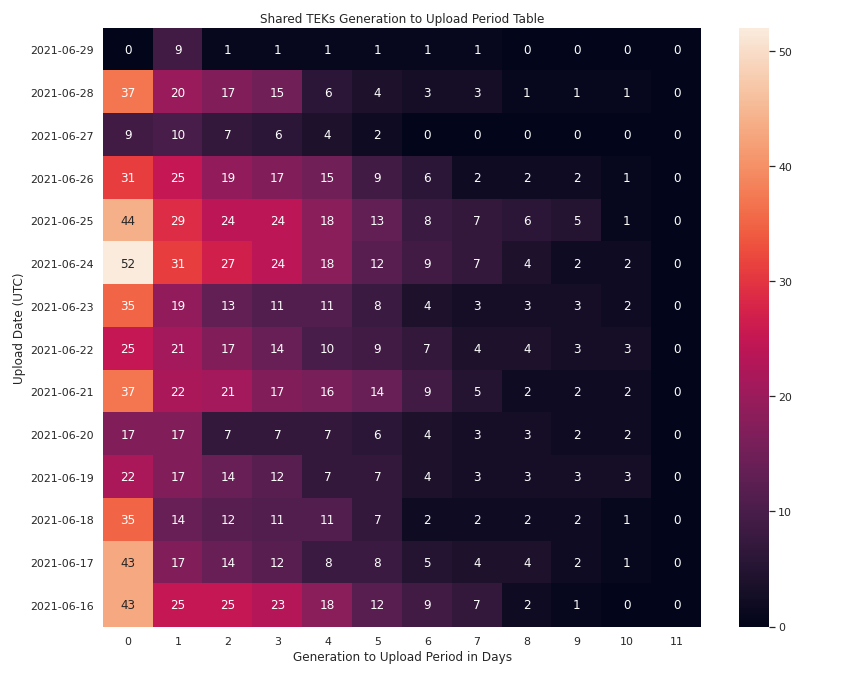 Shared TEKs Generation to Upload Period Table
Upload Date (UTC)
2021-06-29 0 9 1 1 1 1 1 1 0 0 0 0
2021-06-28 37 20 17 15 6 4 3 3 1 1 1 0
2021-06-27 9 10 7 6 4 2 0 0 0 0 0 0
2021-06-26 31 25 19 17 15 9 6 2 2 2 1 0
2021-06-25 44 29 24 24 18 13 8 7 6 5 1 0
2021-06-24 52 31 27 24 18 12 9 7 4 2 2 0
2021-06-23 35 19 13 11 11 8 4 3 3 3 2 0
2021-06-22 25 21 17 14 10 9 7 4 4 3 3 0
2021-06-21 37 22 21 17 16 14 9 5 2 2 2 0
2021-06-20 17 17 7 7 7 6 4 3 3 2 2 0
2021-06-19 22 17 14 12 7 7 4 3 3 3 3 0
2021-06-18 35 14 12 11 11 7 2 2 2 2 1 0
2021-06-17 43 17 14 12 8 8 5 4 4 2 1 0
2021-06-16 43 25 25 23 18 12 9 7 2 1 0 0
0 1 2 3 4 5 6 7 8 9 10 11
Generation to Upload Period in Days
50
40
30
20
10
0